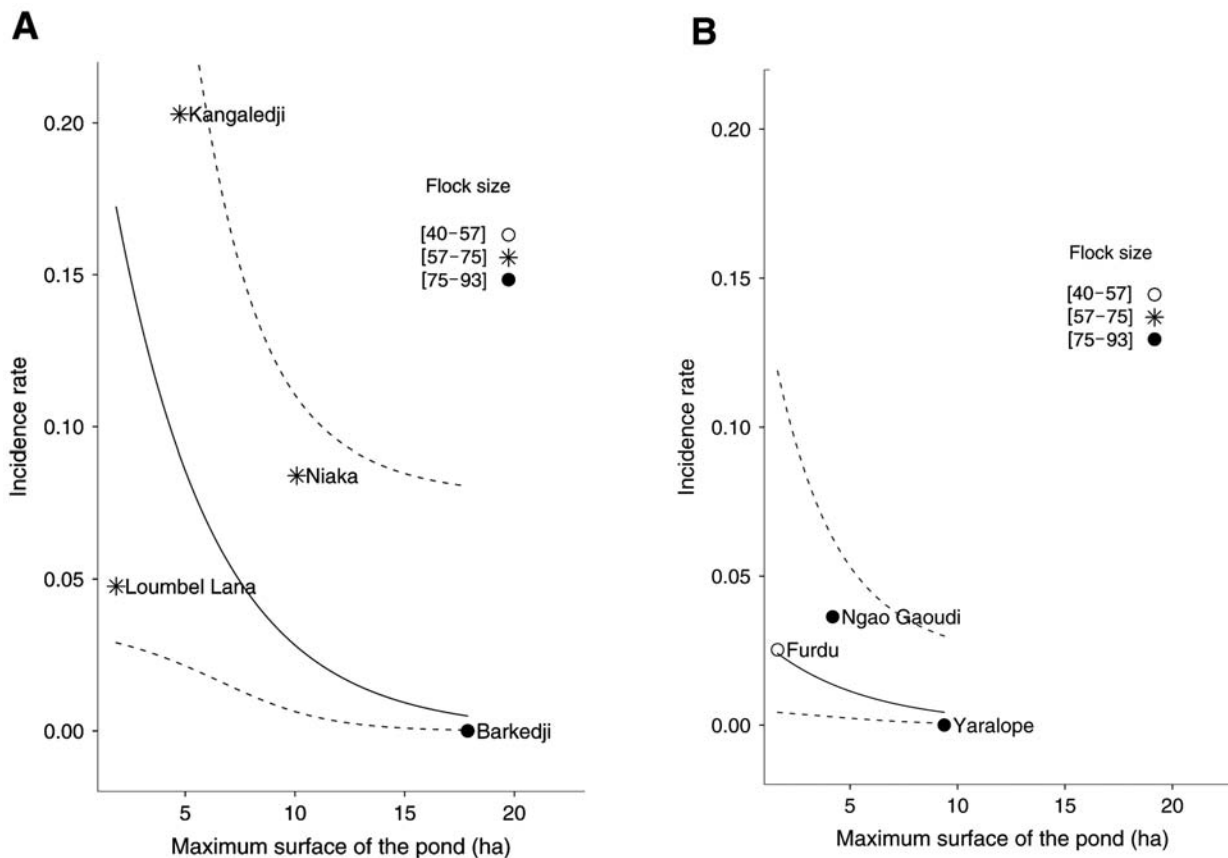 A
0.20
0.15
0.10
0.05
0.00
Incidence rate
Kangaledji
Flock size
[40-57]
[57-75]
[75-93]
Niaka
Loumbel Lana
Barkedji
5 10 15 20
Maximum surface of the pond (ha)
B
0.20
0.15
0.10
0.05
0.00
Incidence rate
Flock size
[40-57]
[57-75]
[75-93]
Ngao Gaoudi
Furdu
Yaralope
5 10 15 20
Maximum surface of the pond (ha)